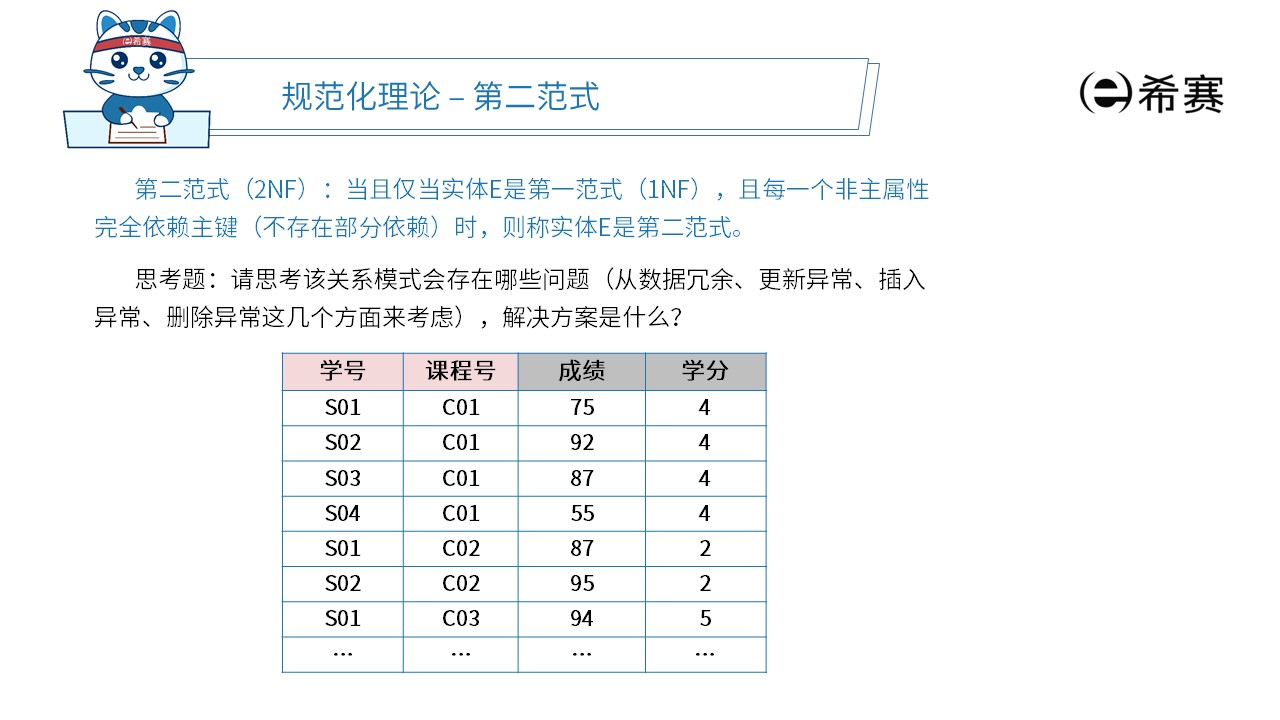 希赛
规范化理论 – 第二范式
希赛
第二范式（2NF）：当且仅当实体E是第一范式（1NF），且每一个非主属性
完全依赖主键（不存在部分依赖）时，则称实体E是第二范式。
思考题：请思考该关系模式会存在哪些问题（从数据冗余、更新异常、插入
异常、删除异常这几个方面来考虑），解决方案是什么？
学号 课程号 成绩 学分
S01 C01 75 4
S02 C01 92 4
S03 C01 87 4
S04 C01 55 4
S01 C02 87 2
S02 C02 95 2
S01 C03 94 5
... ... ... ...